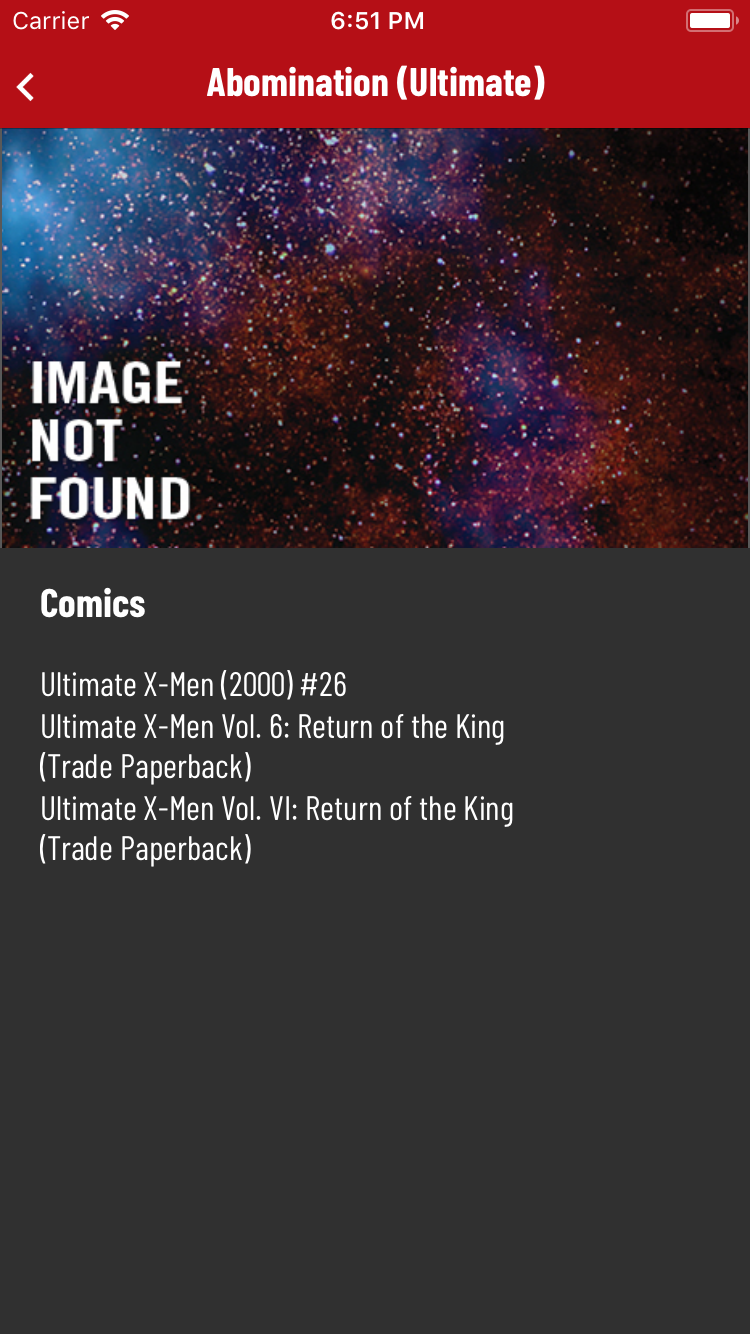 Carrier 6:51 PM
Abomination (Ultimate)
IMAGE
NOT
FOUND
Comics
Ultimate X-Men (2000) #26
Ultimate X-Men Vol. 6: Return of the King
(Trade Paperback)
Ultimate X-Men Vol. VI: Return of the King
(Trade Paperback)